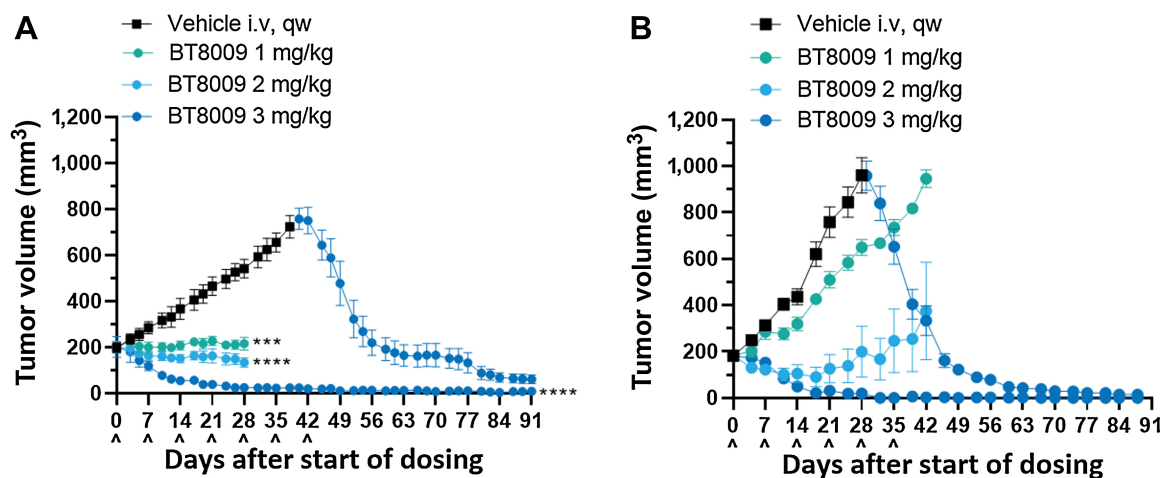 A
Vehicle i.v, qw
BT8009 1 mg/kg
BT8009 2 mg/kg
BT8009 3 mg/kg
Tumor volume (mm³)
1,200
1,000
800
600
400
200
0
***
****
****
0 7 14 21 28 35 42 49 56 63 70 77 84 91
^ ^ ^ ^ ^ ^ ^
Days after start of dosing
B
Vehicle i.v, qw
BT8009 1 mg/kg
BT8009 2 mg/kg
BT8009 3 mg/kg
Tumor volume (mm³)
1,200
1,000
800
600
400
200
0
0 7 14 21 28 35 42 49 56 63 70 77 84 91
^ ^ ^ ^ ^ ^
Days after start of dosing